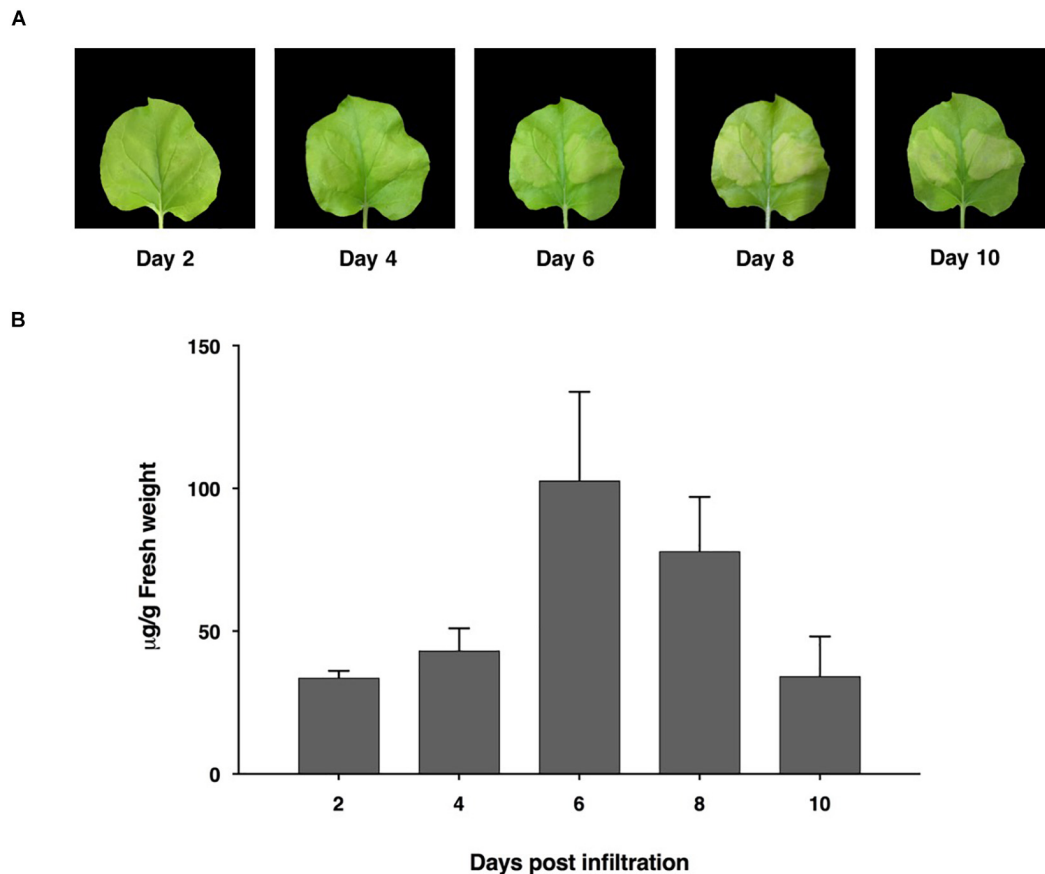 A
Day 2 Day 4 Day 6 Day 8 Day 10
B
150
100
50
0
μg/g Fresh weight
2 4 6 8 10
Days post infiltration